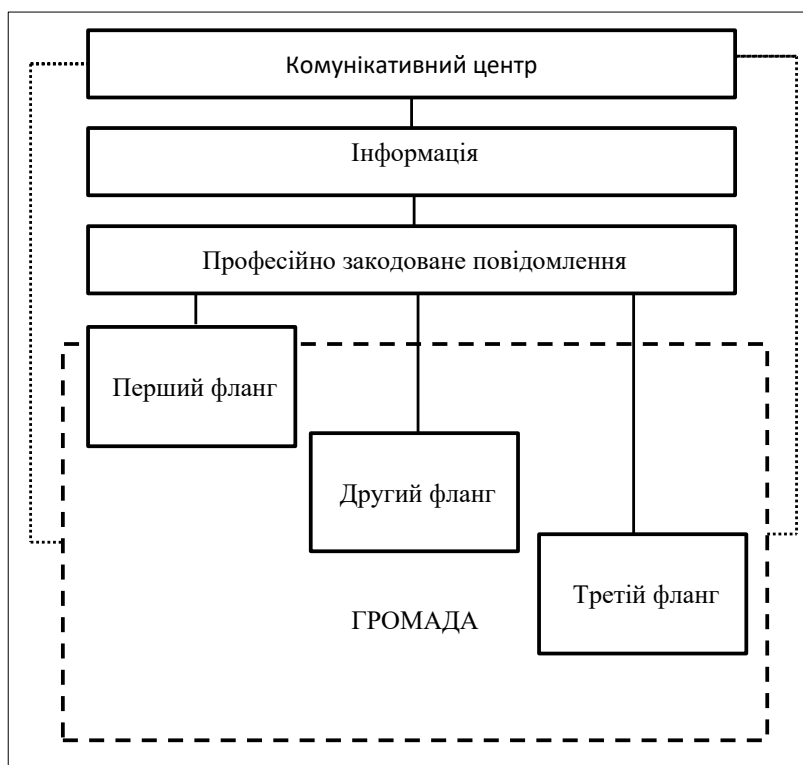 Комунікативний центр
Інформація
Професійно закодоване повідомлення
Перший фланг
Другий фланг
Третій фланг
ГРОМАДА